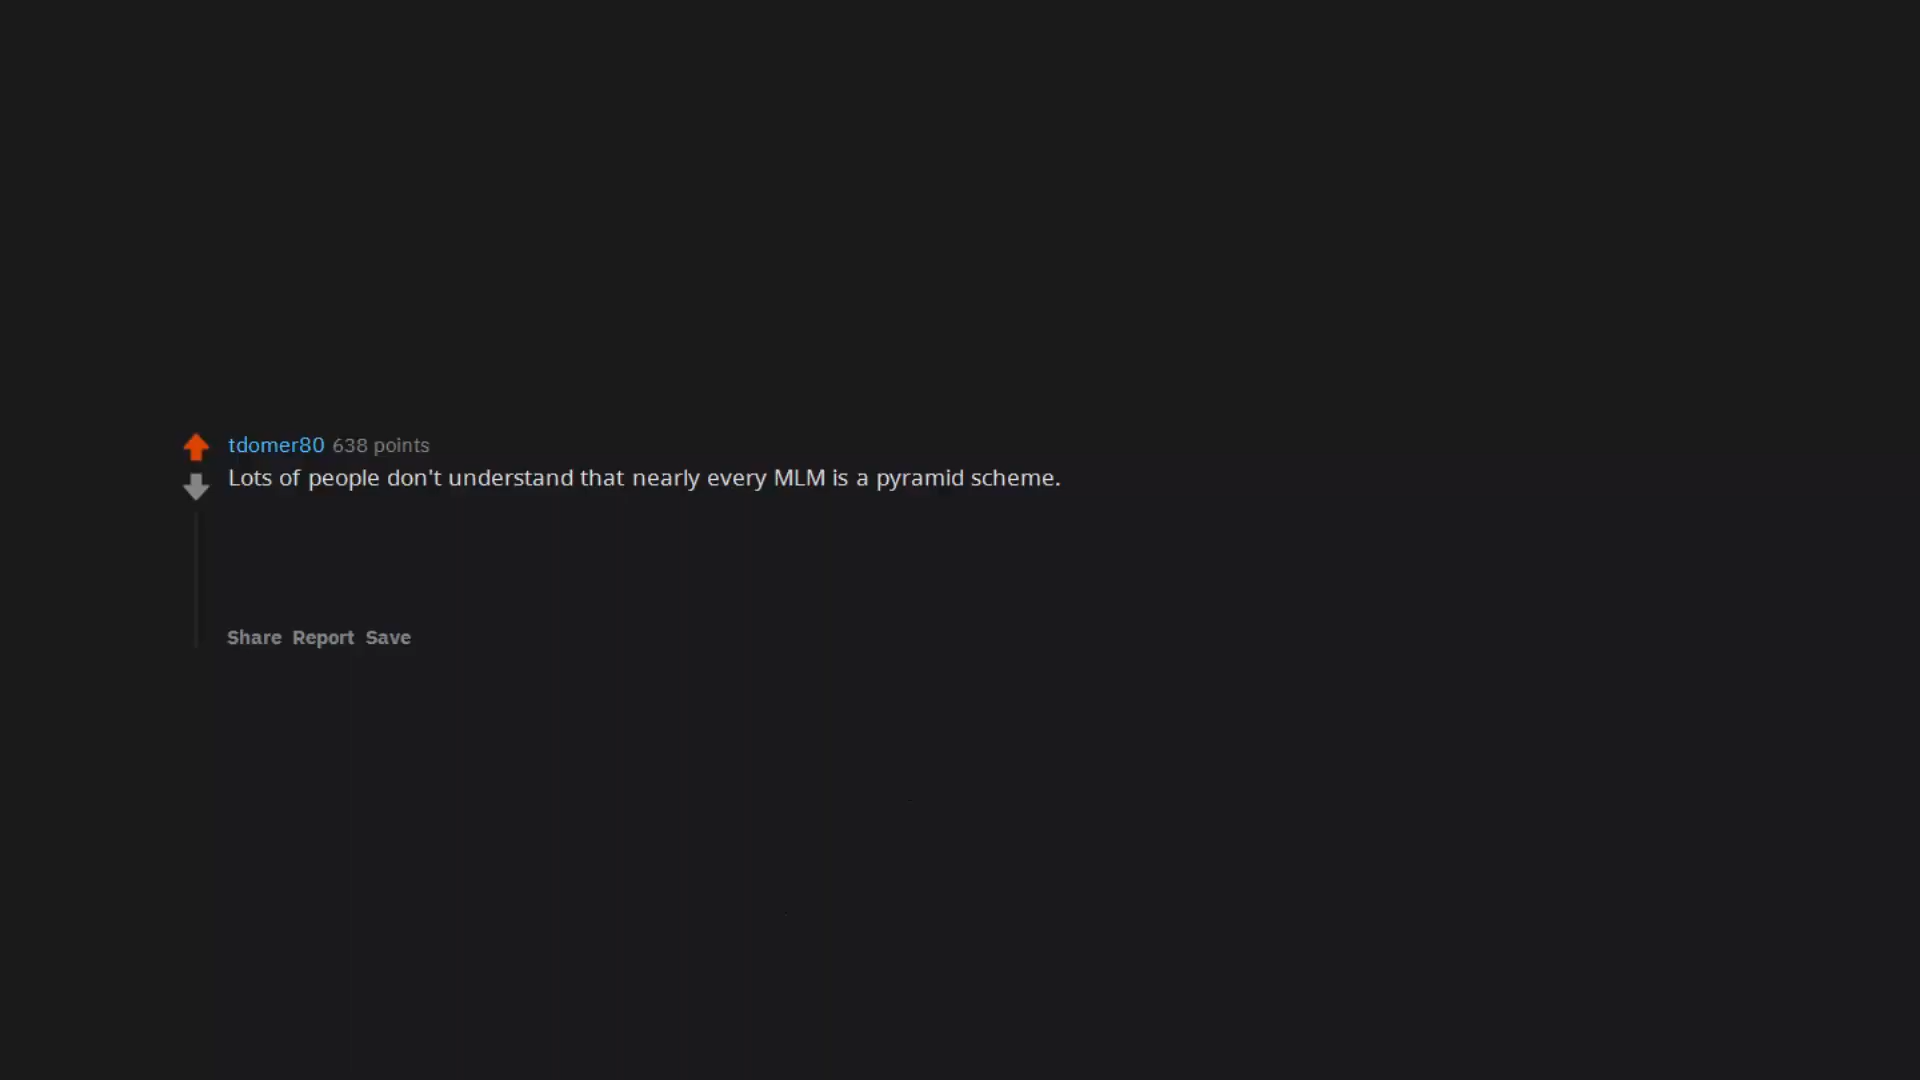 tdomer80 638 points
Lots of people don't understand that nearly every MLM is a pyramid scheme.
Share Report Save